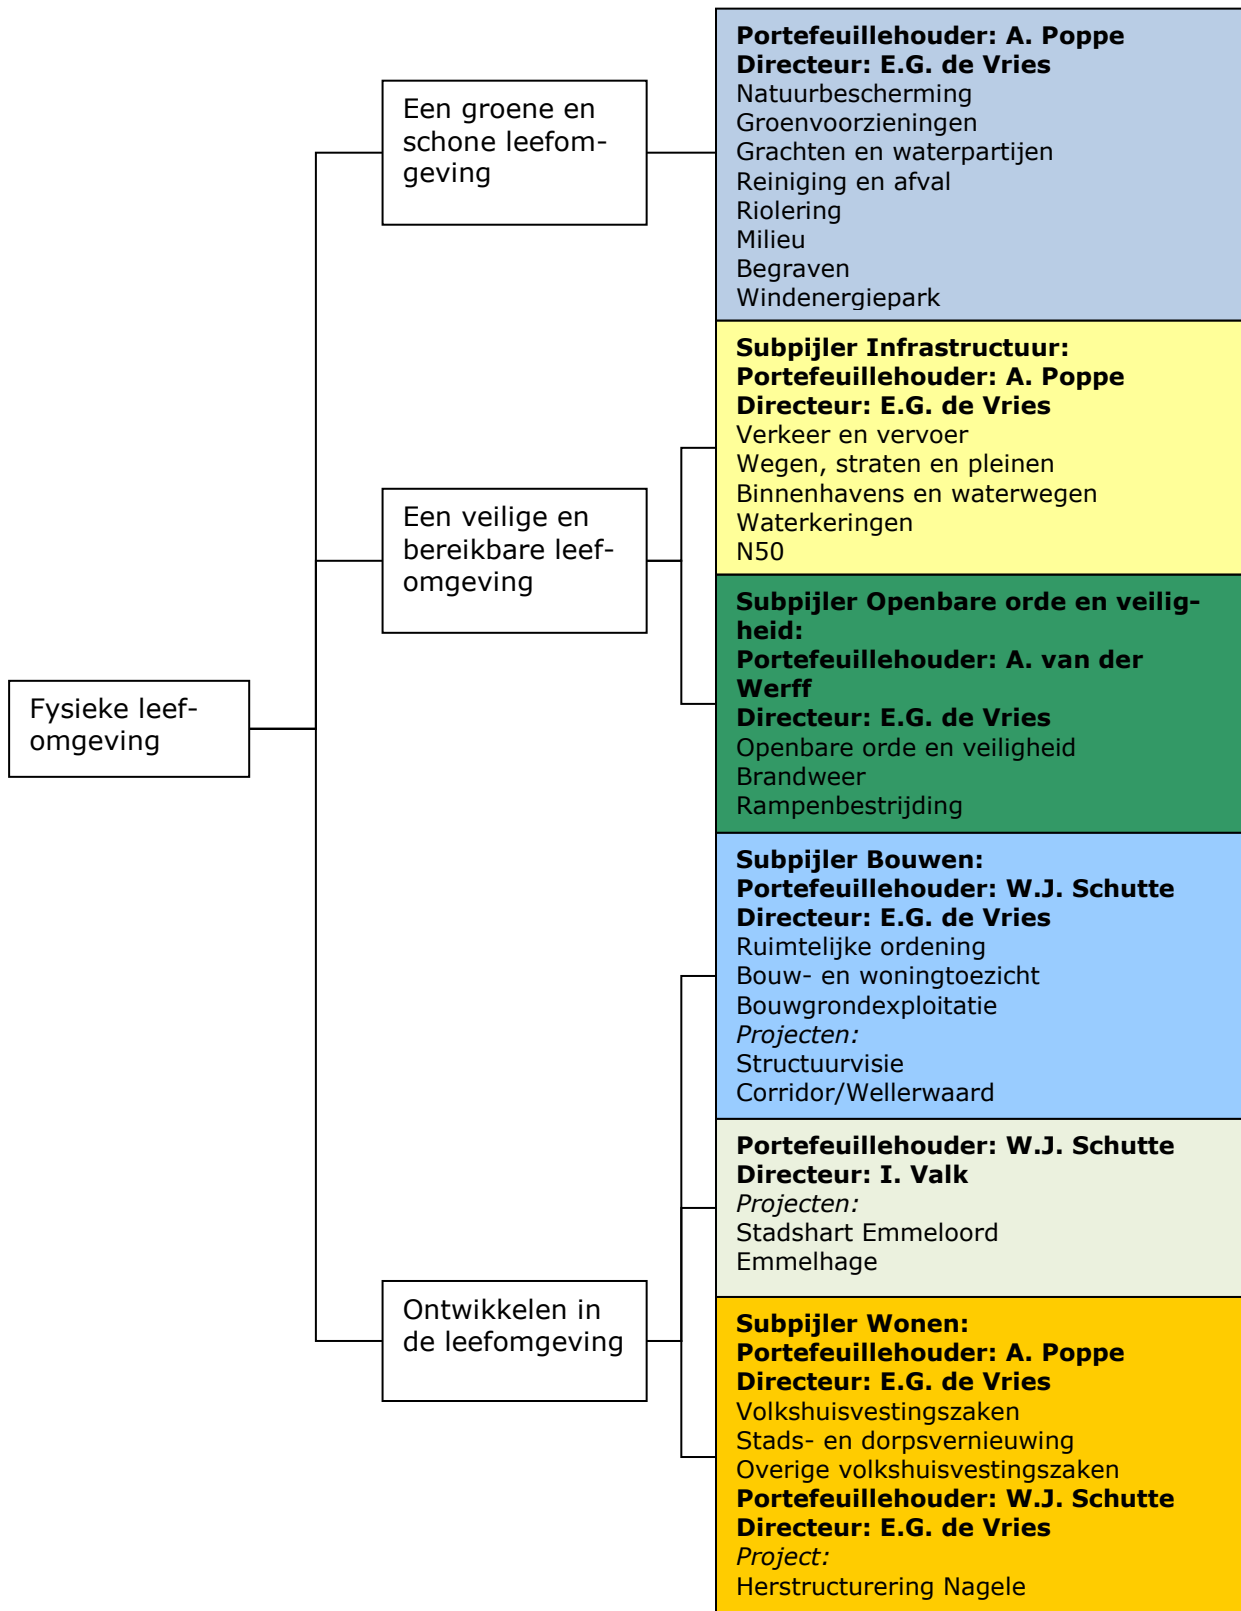 Fysieke leef-
omgeving
Een groene en
schone leefom-
geving
Portefeuillehouder: A. Poppe
Directeur: E.G. de Vries
Natuurbescherming
Groenvoorzieningen
Grachten en waterpartijen
Reiniging en afval
Riolering
Milieu
Begraven
Windenergiepark
Een veilige en
bereikbare leef-
omgeving
Subpijler Infrastructuur:
Portefeuillehouder: A. Poppe
Directeur: E.G. de Vries
Verkeer en vervoer
Wegen, straten en pleinen
Binnenhavens en waterwegen
Waterkeringen
N50
Subpijler Openbare orde en veilig-
heid:
Portefeuillehouder: A. van der
Werff
Directeur: E.G. de Vries
Openbare orde en veiligheid
Brandweer
Rampenbestrijding
Ontwikkelen in
de leefomgeving
Subpijler Bouwen:
Portefeuillehouder: W.J. Schutte
Directeur: E.G. de Vries
Ruimtelijke ordening
Bouw- en woningtoezicht
Bouwgrondexploitatie
Projecten:
Structuurvisie
Corridor/Wellerwaard
Portefeuillehouder: W.J. Schutte
Directeur: I. Valk
Projecten:
Stadshart Emmeloord
Emmelhage
Subpijler Wonen:
Portefeuillehouder: A. Poppe
Directeur: E.G. de Vries
Volkshuisvestingszaken
Stads- en dorpsvernieuwing
Overige volkshuisvestingszaken
Portefeuillehouder: W.J. Schutte
Directeur: E.G. de Vries
Project:
Herstructurering Nagele